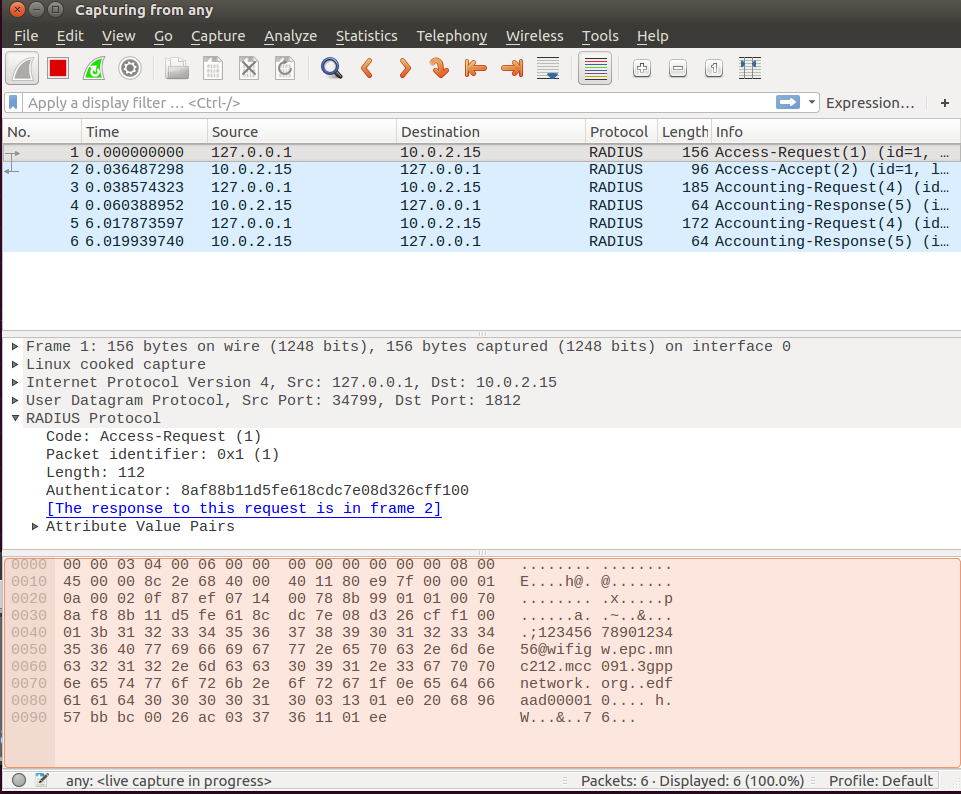 Capturing from any
File Edit View Go Capture Analyze Statistics Telephony Wireless Tools Help
Apply a display filter … <Ctrl-/> Expression… +
No. Time Source Destination Protocol Length Info
1 0.000000000 127.0.0.1 10.0.2.15 RADIUS 156 Access-Request(1) (id=1, …
2 0.036487298 10.0.2.15 127.0.0.1 RADIUS 96 Access-Accept(2) (id=1, l…
3 0.038574323 127.0.0.1 10.0.2.15 RADIUS 185 Accounting-Request(4) (id…
4 0.060388952 10.0.2.15 127.0.0.1 RADIUS 64 Accounting-Response(5) (i…
5 6.017873597 127.0.0.1 10.0.2.15 RADIUS 172 Accounting-Request(4) (id…
6 6.019939740 10.0.2.15 127.0.0.1 RADIUS 64 Accounting-Response(5) (i…
Frame 1: 156 bytes on wire (1248 bits), 156 bytes captured (1248 bits) on interface 0
Linux cooked capture
Internet Protocol Version 4, Src: 127.0.0.1, Dst: 10.0.2.15
User Datagram Protocol, Src Port: 34799, Dst Port: 1812
RADIUS Protocol
Code: Access-Request (1)
Packet identifier: 0x1 (1)
Length: 112
Authenticator: 8af88b11d5fe618cdc7e08d326cff100
[The response to this request is in frame 2]
Attribute Value Pairs
0000 00 00 03 04 00 06 00 00 00 00 00 00 00 00 08 00 ........ ........
0010 45 00 00 8c 2e 68 40 00 40 11 80 e9 7f 00 00 01 E....h@. @.......
0020 0a 00 02 0f 87 ef 07 14 00 78 8b 99 01 01 00 70 ........ .x.....p
0030 8a f8 8b 11 d5 fe 61 8c dc 7e 08 d3 26 cf f1 00 ......a. .~..&...
0040 01 3b 31 32 33 34 35 36 37 38 39 30 31 32 33 34 .;123456 78901234
0050 35 36 40 77 69 66 69 67 77 2e 65 70 63 2e 6d 6e 56@wifig w.epc.mn
0060 63 32 31 32 2e 6d 63 63 30 39 31 2e 33 67 70 70 c212.mcc 091.3gpp
0070 6e 65 74 77 6f 72 6b 2e 6f 72 67 1f 0e 65 64 66 network. org..edf
0080 61 61 64 30 30 30 30 31 30 03 13 01 e0 20 68 96 aad00001 0.... h.
0090 57 bb bc 00 26 ac 03 37 36 11 01 ee W...&..7 6...
any: <live capture in progress> Packets: 6 · Displayed: 6 (100.0%) Profile: Default